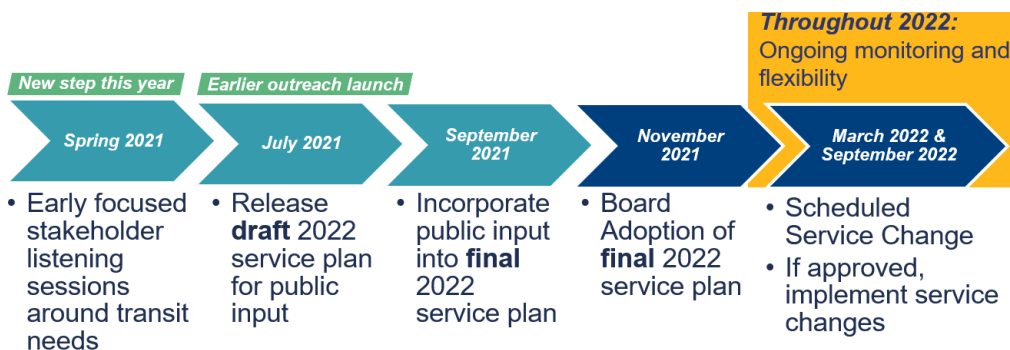 Throughout 2022:
Ongoing monitoring and
flexibility
New step this year
Earlier outreach launch
Spring 2021
July 2021
September
2021
November
2021
March 2022 &
September 2022
• Early focused
stakeholder
listening
sessions
around transit
needs
• Release
draft 2022
service plan
for public
input
• Incorporate
public input
into final
2022
service plan
• Board
Adoption of
final 2022
service plan
• Scheduled
Service Change
• If approved,
implement service
changes